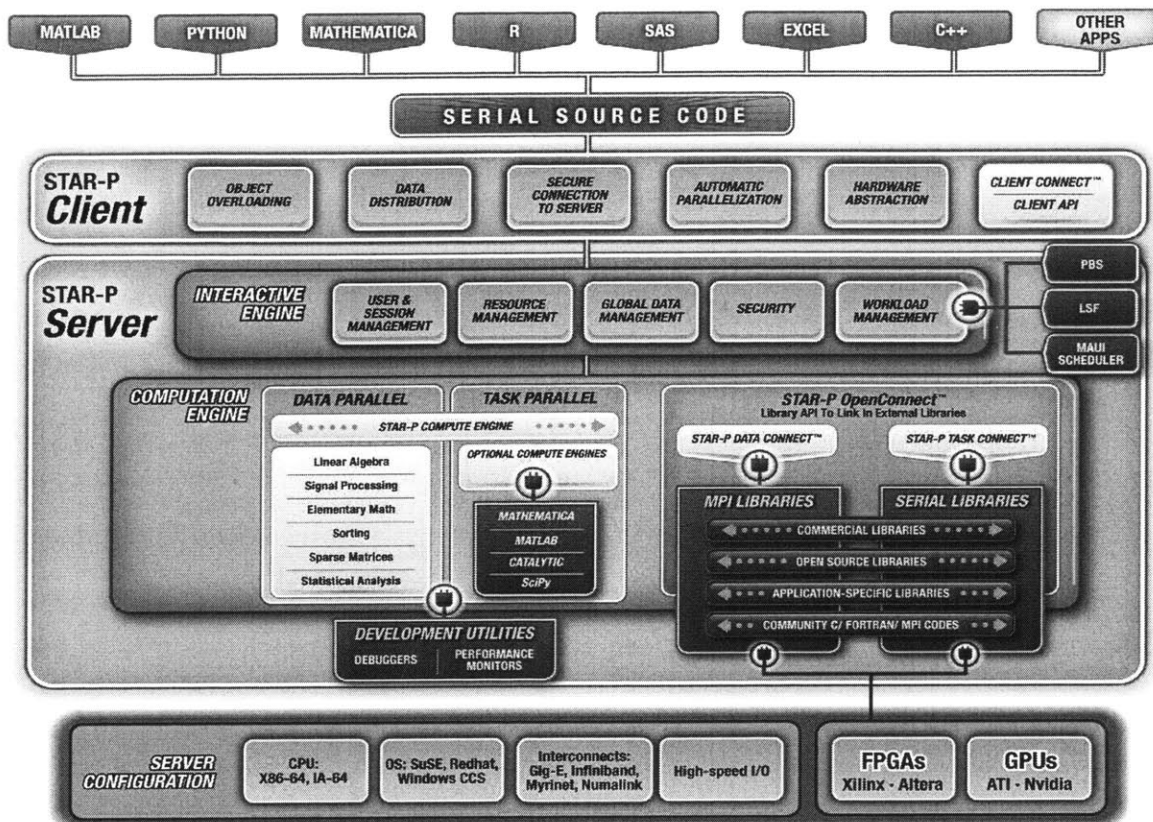 MATLAB
PYTHON
MATHEMATICA
R
SAS
EXCEL
C++
OTHER
APPS
SERIAL SOURCE CODE
STAR-P
Client
OBJECT
OVERLOADING
DATA
DISTRIBUTION
SECURE
CONNECTION
TO SERVER
AUTOMATIC
PARALLELIZATION
HARDWARE
ABSTRACTION
CLIENT CONNECT™
CLIENT API
STAR-P
Server
INTERACTIVE
ENGINE
USER &
SESSION
MANAGEMENT
RESOURCE
MANAGEMENT
GLOBAL DATA
MANAGEMENT
SECURITY
WORKLOAD
MANAGEMENT
PBS
LSF
MAUI
SCHEDULER
COMPUTATION
ENGINE
DATA PARALLEL
TASK PARALLEL
STAR-P COMPUTE ENGINE
Linear Algebra
Signal Processing
Elementary Math
Sorting
Sparse Matrices
Statistical Analysis
OPTIONAL COMPUTE ENGINES
MATHEMATICA
MATLAB
CATALYTIC
SciPy
STAR-P OpenConnect™
Library API To Link In External Libraries
STAR-P DATA CONNECT™
STAR-P TASK CONNECT™
MPI LIBRARIES
SERIAL LIBRARIES
COMMERCIAL LIBRARIES
OPEN SOURCE LIBRARIES
APPLICATION-SPECIFIC LIBRARIES
COMMUNITY C/ FORTRAN/ MPI CODES
DEVELOPMENT UTILITIES
DEBUGGERS
PERFORMANCE
MONITORS
SERVER
CONFIGURATION
CPU:
X86-64, IA-64
OS: SuSE, Redhat,
Windows CCS
Interconnects:
Gig-E, Infiniband,
Myrinet, Numalink
High-speed I/O
FPGAs
Xilinx - Altera
GPUs
ATI - Nvidia